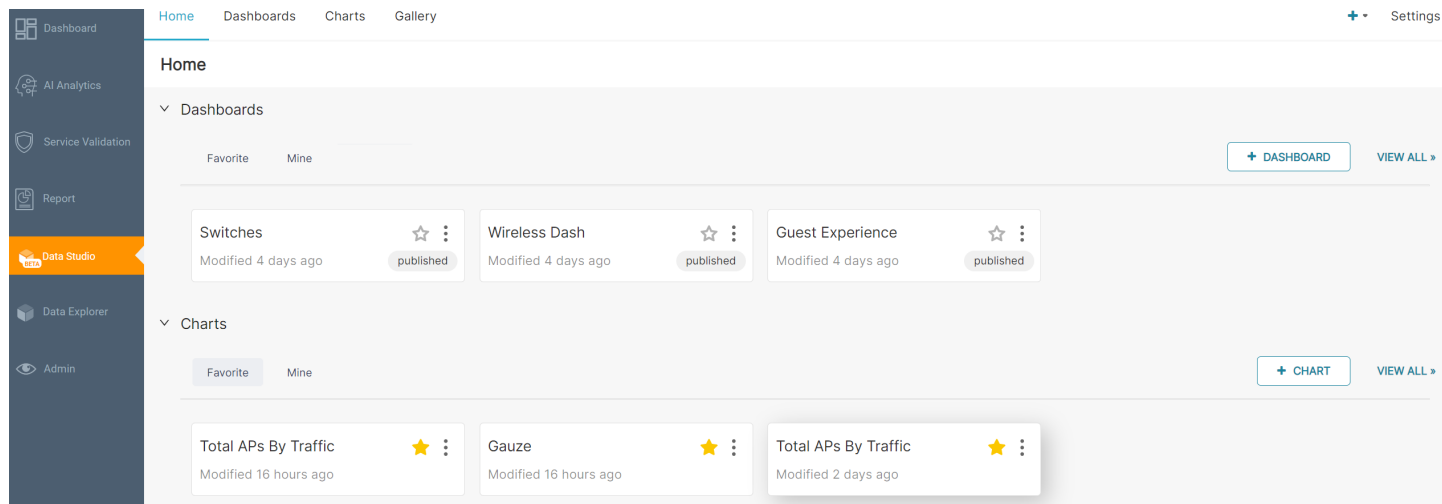 Dashboard
AI Analytics
Service Validation
Report
BETA Data Studio
Data Explorer
Admin
Home Dashboards Charts Gallery + Settings
Home
Dashboards
Favorite Mine + DASHBOARD VIEW ALL »
Switches
Modified 4 days ago published
Wireless Dash
Modified 4 days ago published
Guest Experience
Modified 4 days ago published
Charts
Favorite Mine + CHART VIEW ALL »
Total APs By Traffic
Modified 16 hours ago
Gauze
Modified 16 hours ago
Total APs By Traffic
Modified 2 days ago